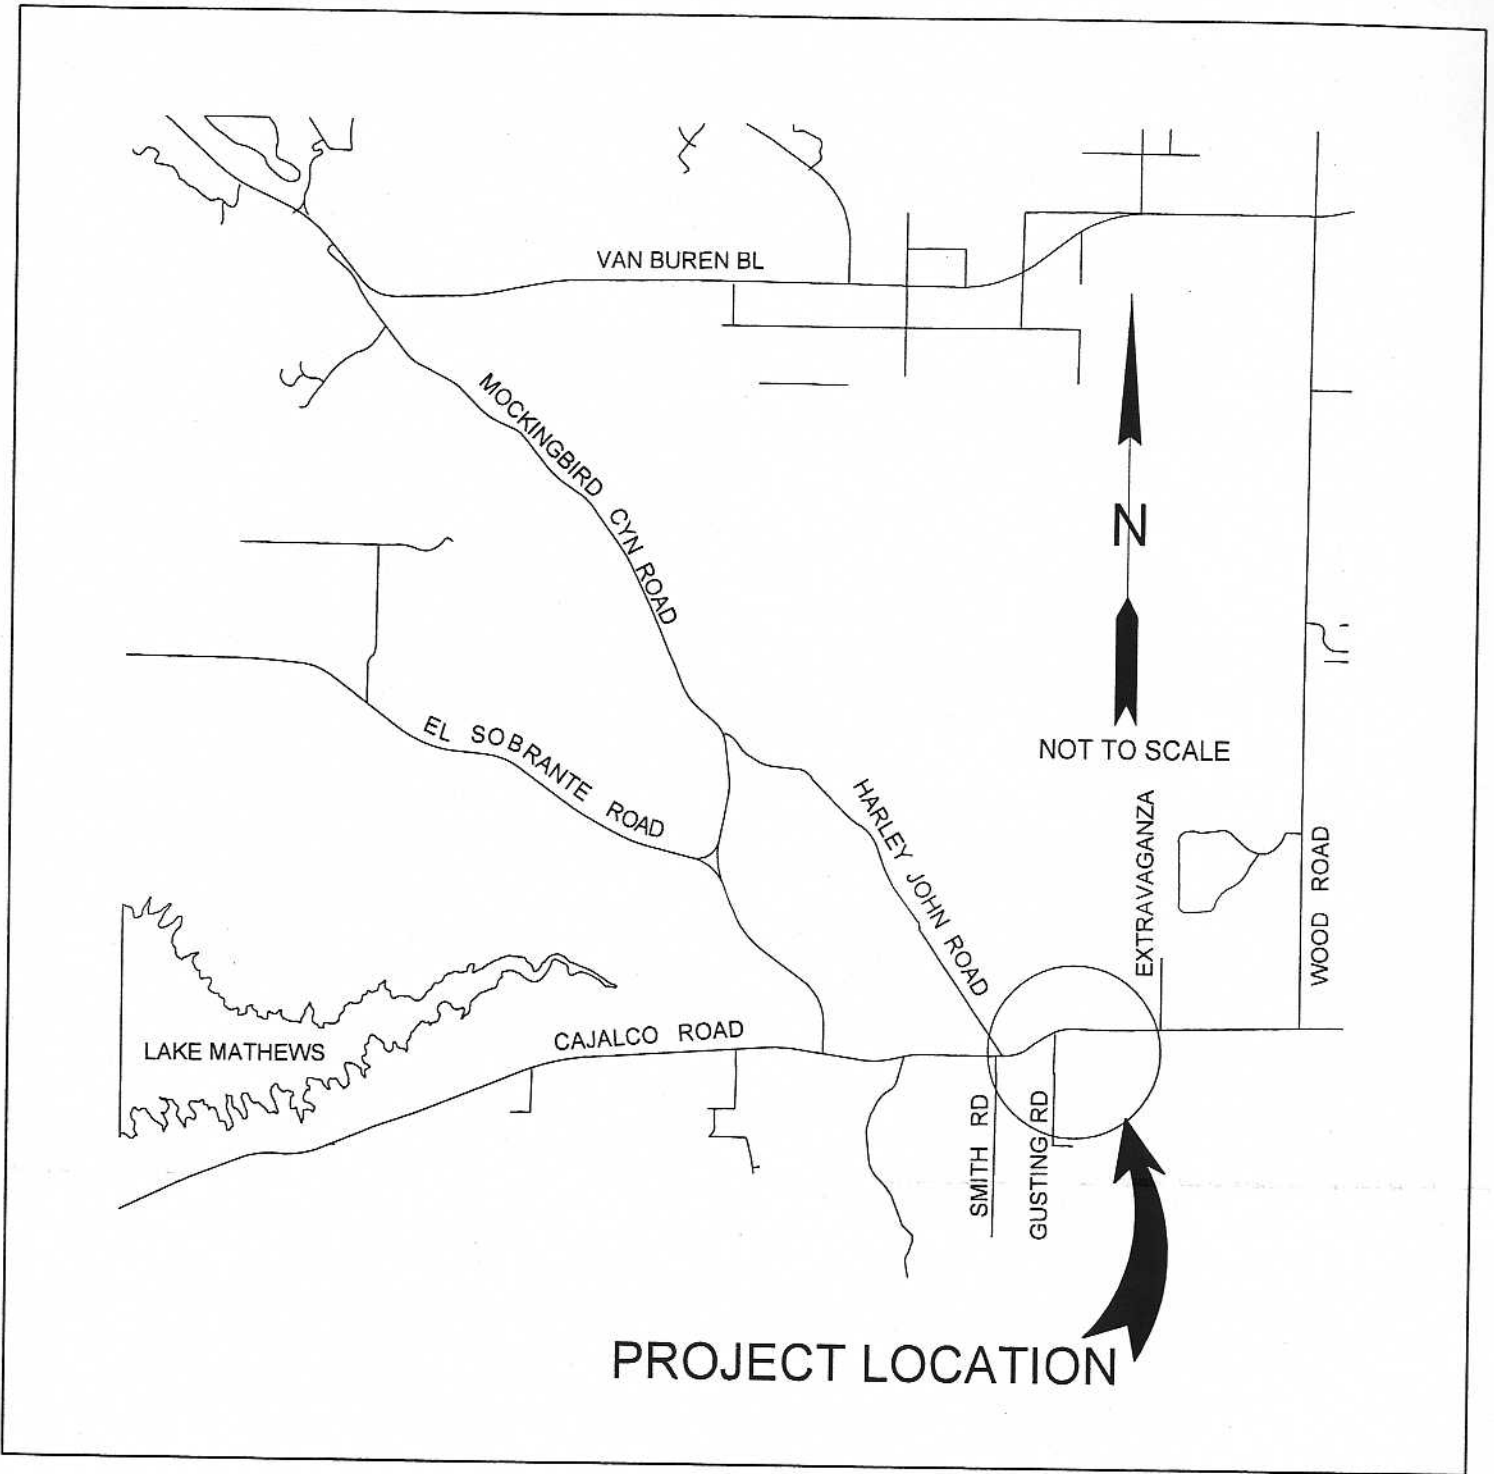 VAN BUREN BL
MOCKINGBIRD CYN ROAD
N
NOT TO SCALE
EL SOBRANTE ROAD
HARLEY JOHN ROAD
EXTRAVAGANZA
WOOD ROAD
LAKE MATHEWS
CAJALCO ROAD
SMITH RD
GUSTING RD
PROJECT LOCATION